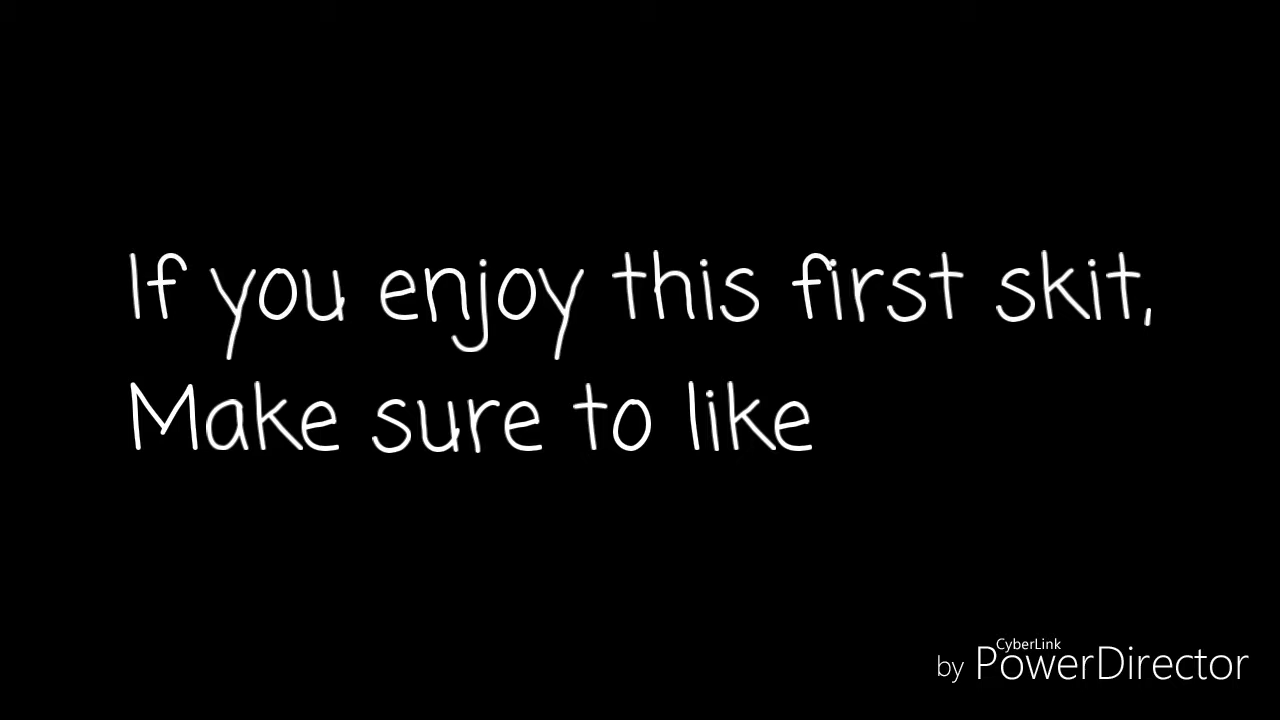 If you enjoy this first skit,
Make sure to like
CyberLink
by PowerDirector